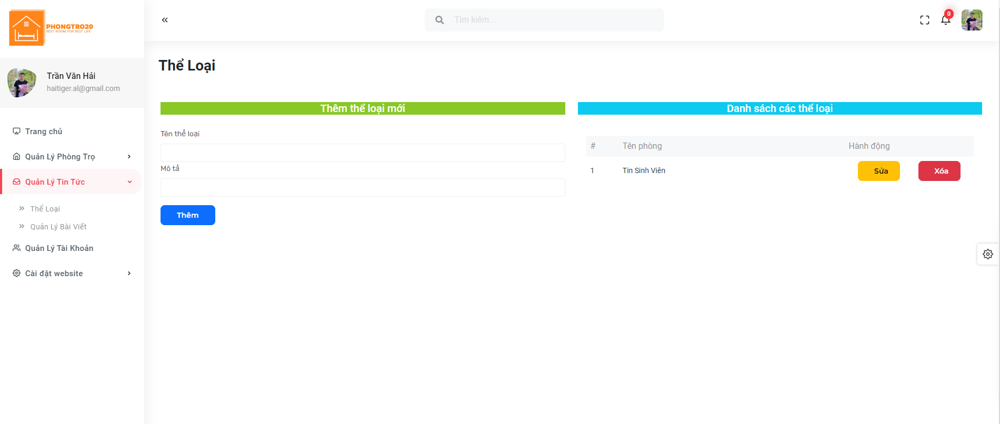 PHONGTRO20
BEST ROOM FOR BEST LIFE
Tìm kiếm...
0
Trần Văn Hải
haitiger.al@gmail.com
Trang chủ
Quản Lý Phòng Trọ
Quản Lý Tin Tức
Thể Loại
Quản Lý Bài Viết
Quản Lý Tài Khoản
Cài đặt website
Thể Loại
Thêm thể loại mới
Tên thể loại
Mô tả
Thêm
Danh sách các thể loại
# Tên phòng Hành động
1 Tin Sinh Viên Sửa Xóa